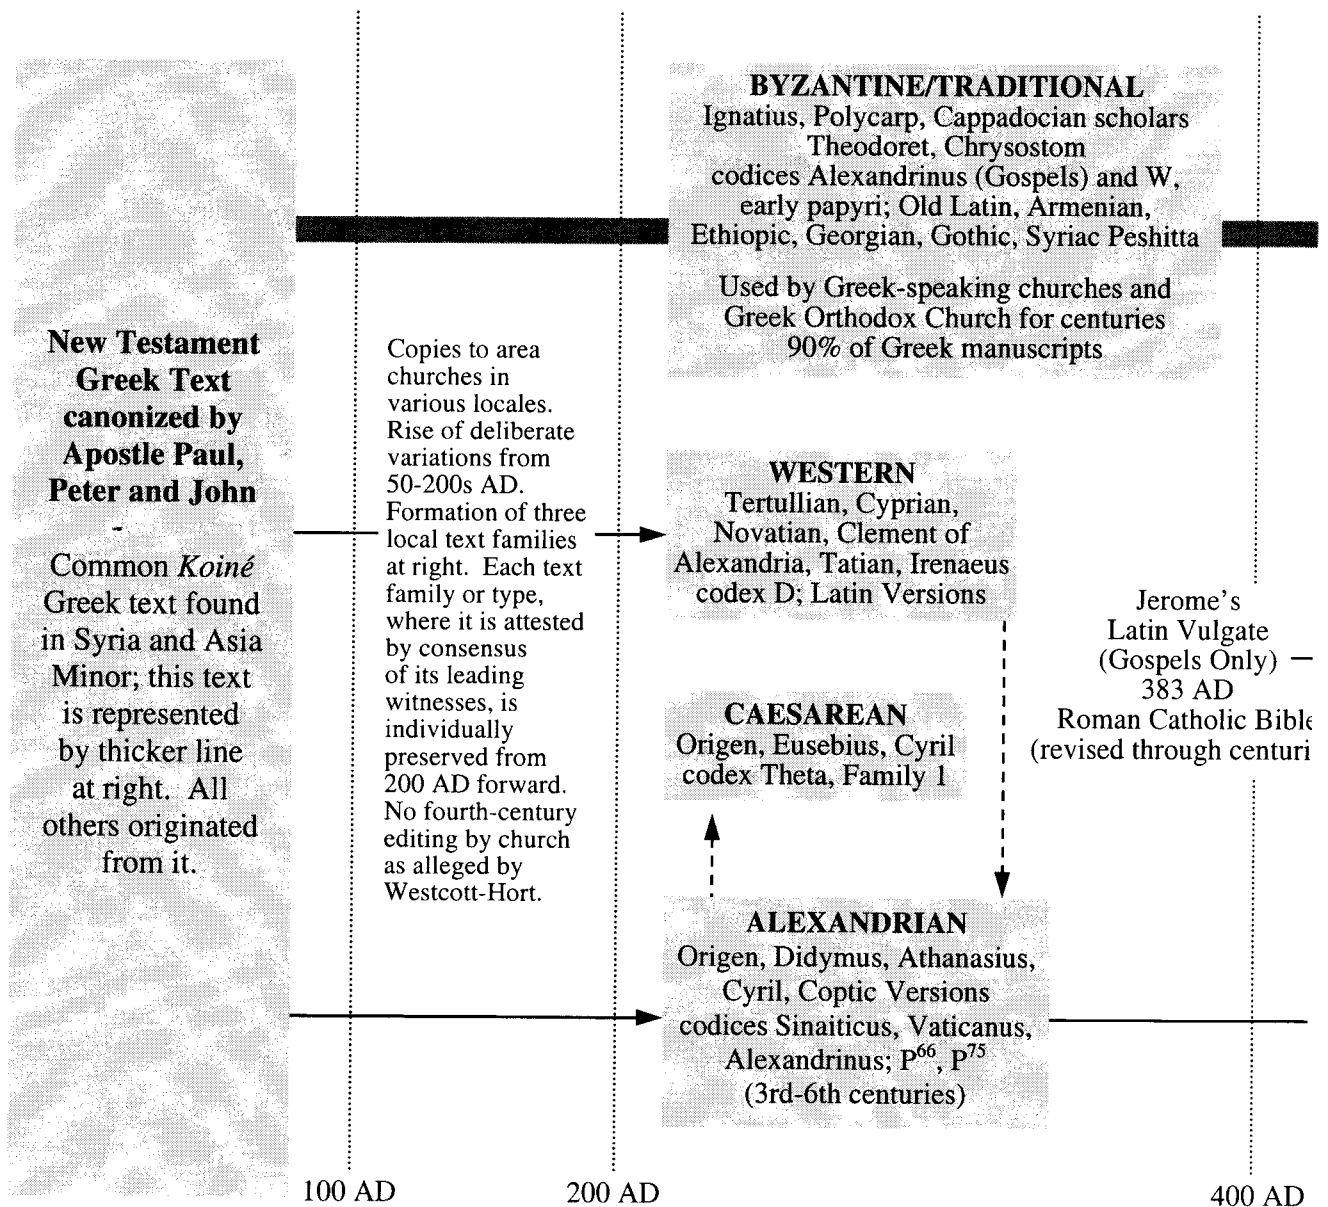 New Testament
Greek Text
canonized by
Apostle Paul,
Peter and John
-
Common Koiné
Greek text found
in Syria and Asia
Minor; this text
is represented
by thicker line
at right. All
others originated
from it.
Copies to area
churches in
various locales.
Rise of deliberate
variations from
50-200s AD.
Formation of three
local text families
at right. Each text
family or type,
where it is attested
by consensus
of its leading
witnesses, is
individually
preserved from
200 AD forward.
No fourth-century
editing by church
as alleged by
Westcott-Hort.
BYZANTINE/TRADITIONAL
Ignatius, Polycarp, Cappadocian scholars
Theodoret, Chrysostom
codices Alexandrinus (Gospels) and W,
early papyri; Old Latin, Armenian,
Ethiopic, Georgian, Gothic, Syriac Peshitta
Used by Greek-speaking churches and
Greek Orthodox Church for centuries
90% of Greek manuscripts
WESTERN
Tertullian, Cyprian,
Novatian, Clement of
Alexandria, Tatian, Irenaeus
codex D; Latin Versions
CAESAREAN
Origen, Eusebius, Cyril
codex Theta, Family 1
ALEXANDRIAN
Origen, Didymus, Athanasius,
Cyril, Coptic Versions
codices Sinaiticus, Vaticanus,
Alexandrinus; P66, P75
(3rd-6th centuries)
Jerome's
Latin Vulgate
(Gospels Only) —
383 AD
Roman Catholic Bible
(revised through centuri
100 AD
200 AD
400 AD